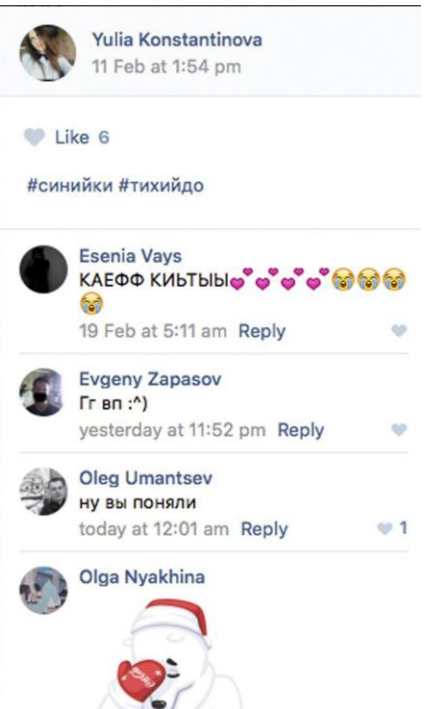 Yulia Konstantinova
11 Feb at 1:54 pm
Like 6
#синийки #тихийдо
Esenia Vays
КАЕФФ КИЬТЫЫ💕💕💕💕😭😭😭
😭
19 Feb at 5:11 am Reply
Evgeny Zapasov
Гг вп :^)
yesterday at 11:52 pm Reply
Oleg Umantsev
ну вы поняли
today at 12:01 am Reply 1
Olga Nyakhina